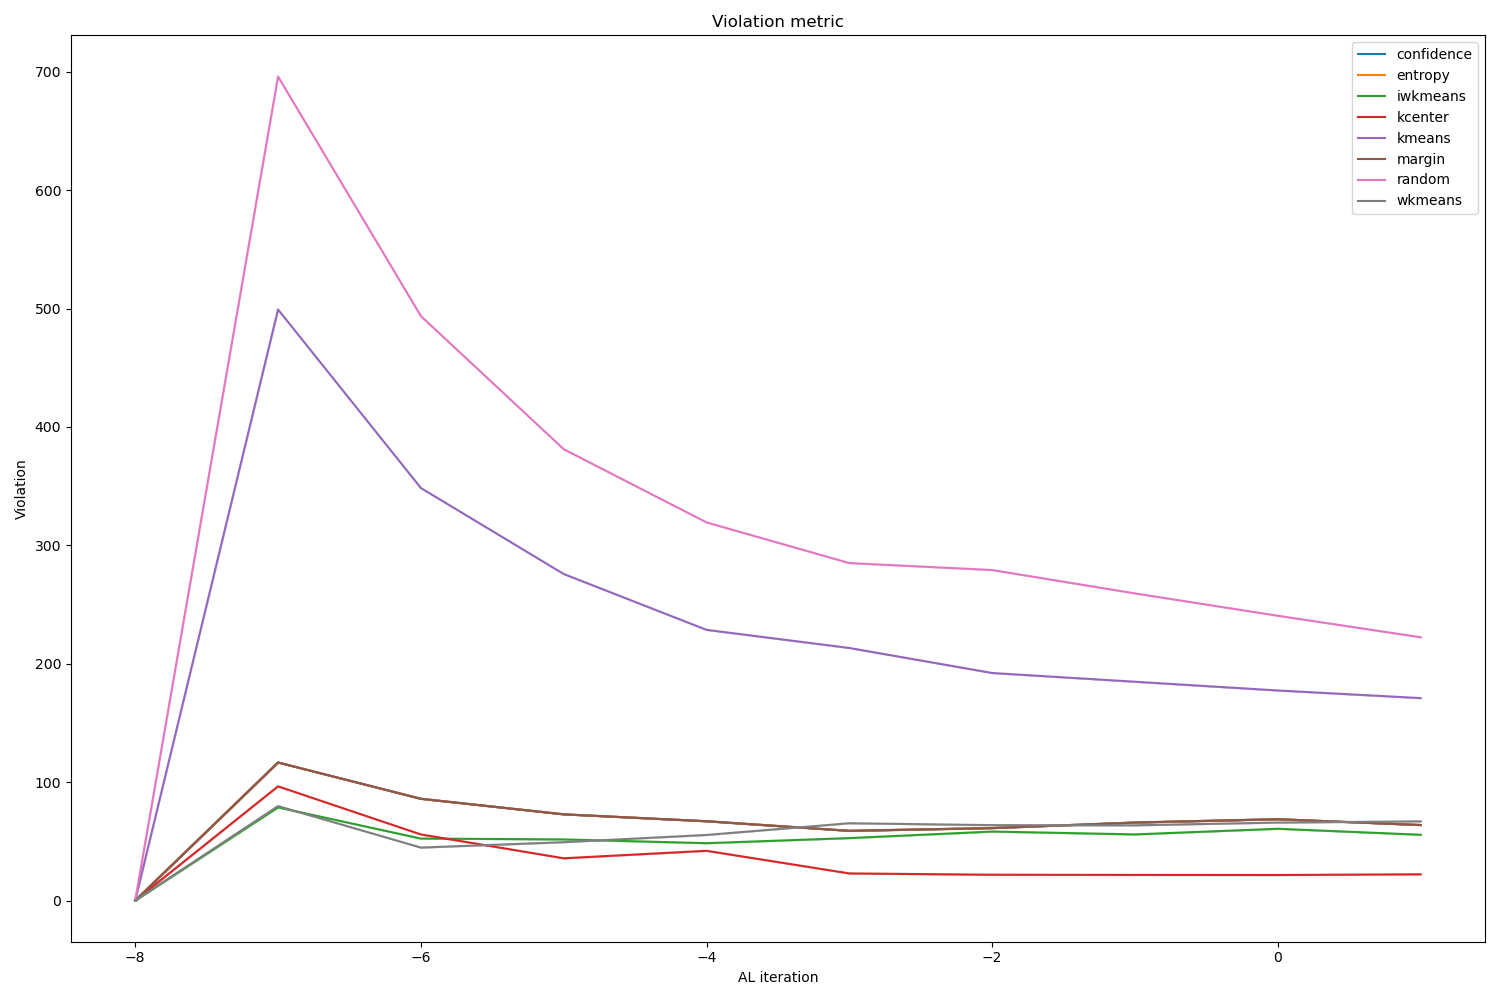 Violation metric
confidence
entropy
iwkmeans
kcenter
kmeans
margin
random
wkmeans
700
600
500
400
300
200
100
0
Violation
−8
−6
−4
−2
0
AL iteration